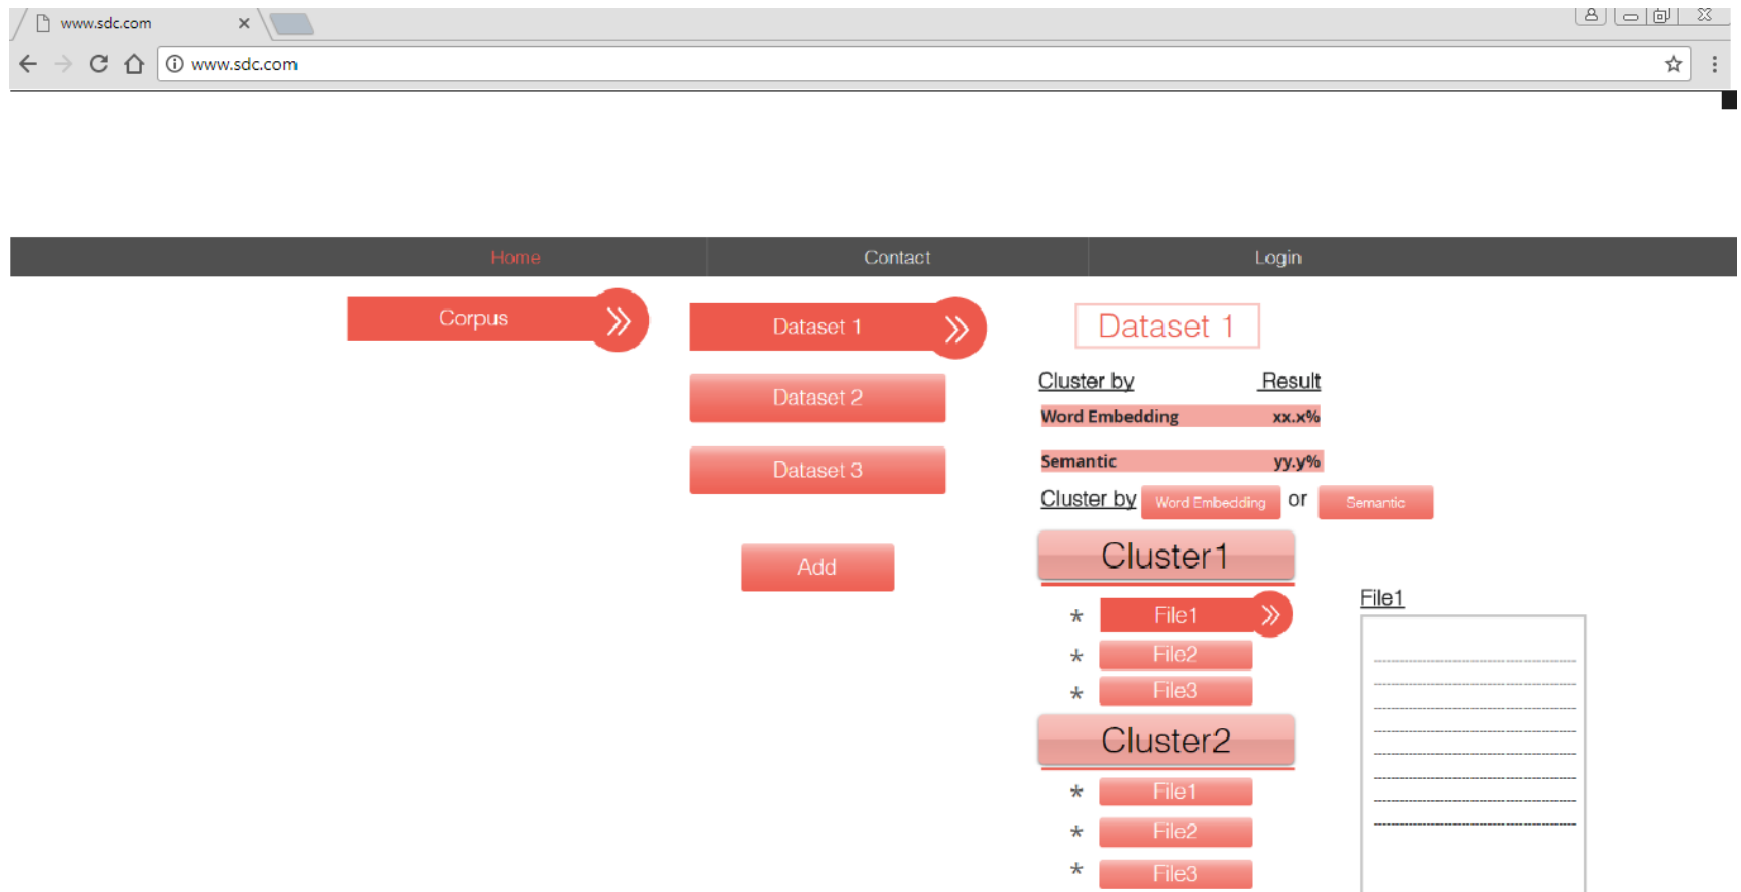 www.sdc.com
www.sdc.com
Home Contact Login
Corpus
Dataset 1
Dataset 2
Dataset 3
Add
Dataset 1
Cluster by Result
Word Embedding xx.x%
Semantic yy.y%
Cluster by Word Embedding or Semantic
Cluster1
* File1
* File2
* File3
Cluster2
* File1
* File2
* File3
File1